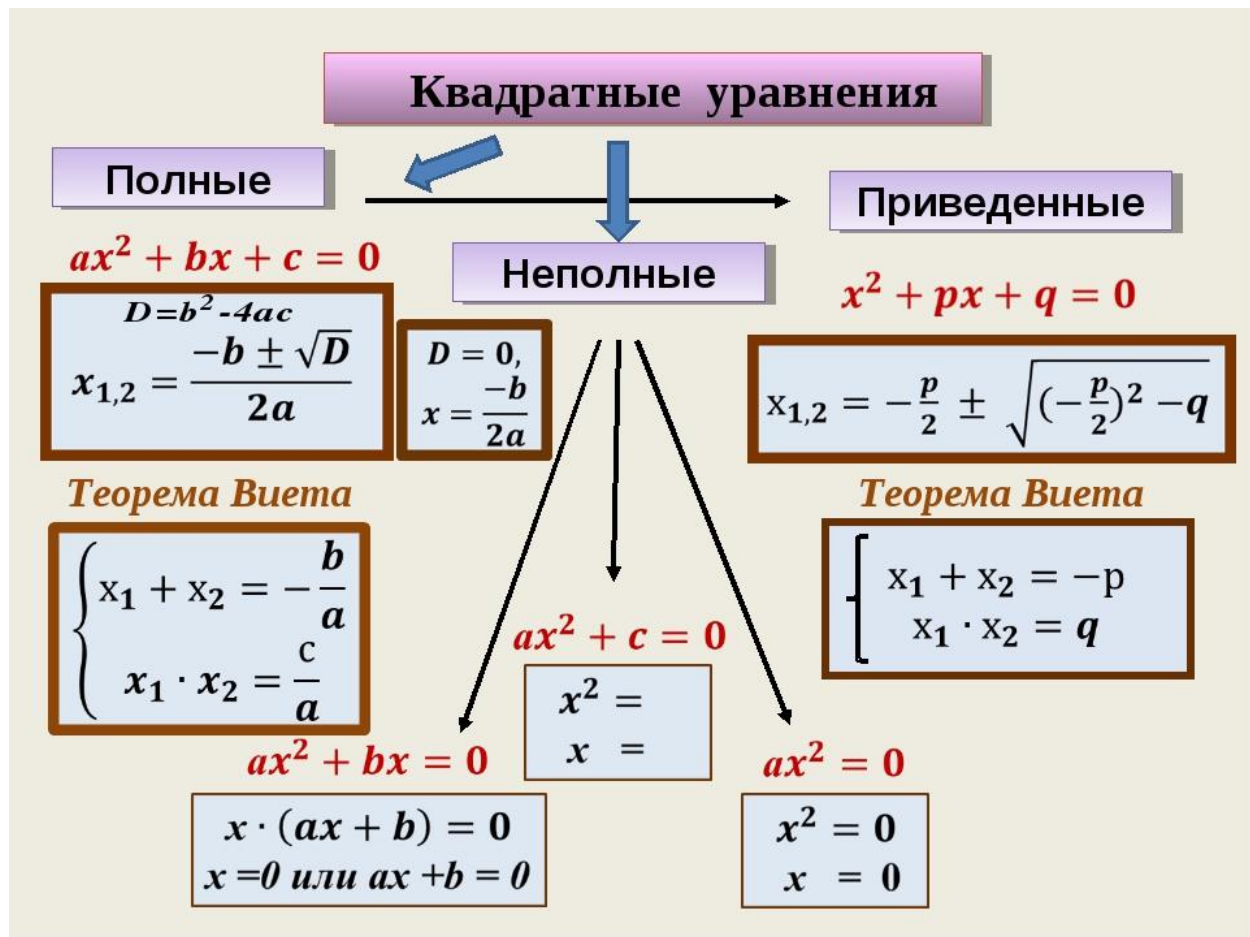 Квадратные уравнения
Полные
ax² + bx + c = 0
D=b²-4ac
x₁,₂ = (−b ± √D)/(2a)
D = 0,
x = −b/(2a)
Теорема Виета
x₁ + x₂ = −b/a
x₁ · x₂ = c/a
Неполные
ax² + bx = 0
x · (ax + b) = 0
x =0 или ax +b = 0
ax² + c = 0
x² =
x =
ax² = 0
x² = 0
x = 0
Приведенные
x² + px + q = 0
x₁,₂ = −p/2 ± √((−p/2)² −q)
Теорема Виета
x₁ + x₂ = −p
x₁ · x₂ = q